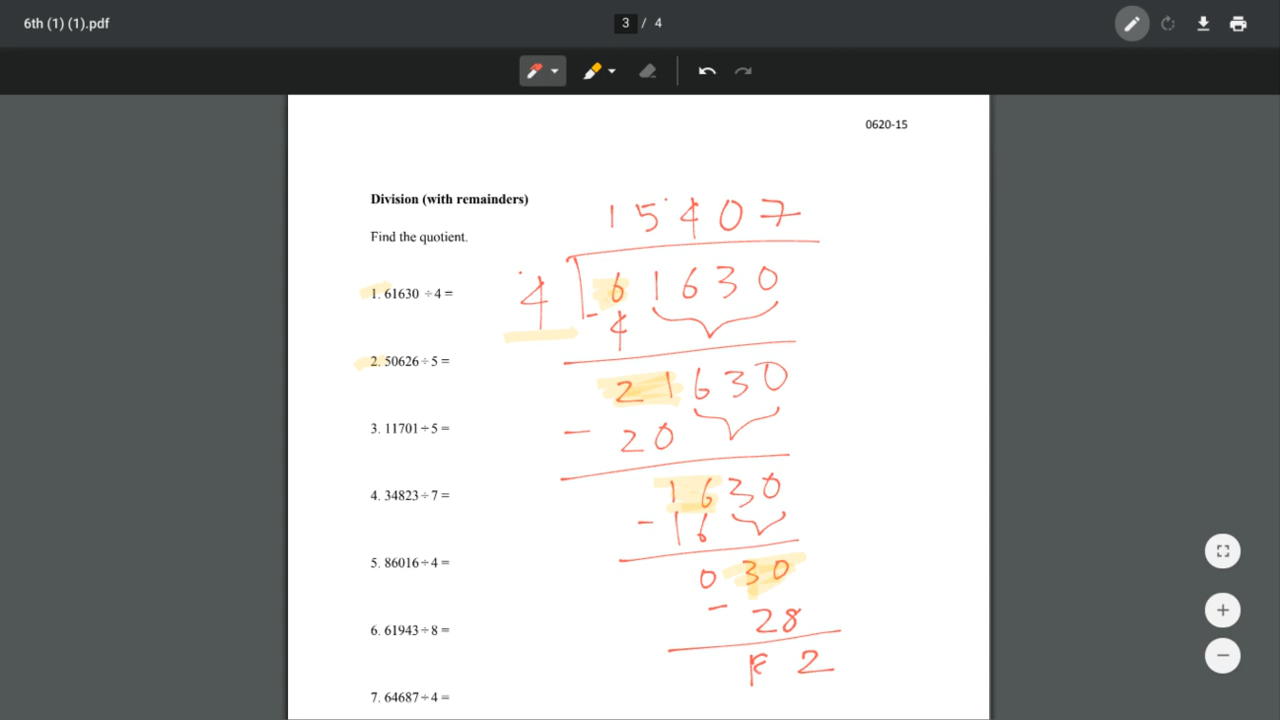 6th (1) (1).pdf
3 / 4
0620-15
Division (with remainders)
Find the quotient.
1. 61630 ÷ 4 =
2. 50626 ÷ 5 =
3. 11701 ÷ 5 =
4. 34823 ÷ 7 =
5. 86016 ÷ 4 =
6. 61943 ÷ 8 =
7. 64687 ÷ 4 =
15407
4 61630
- 4
21630
- 20
1630
- 16
030
- 28
2